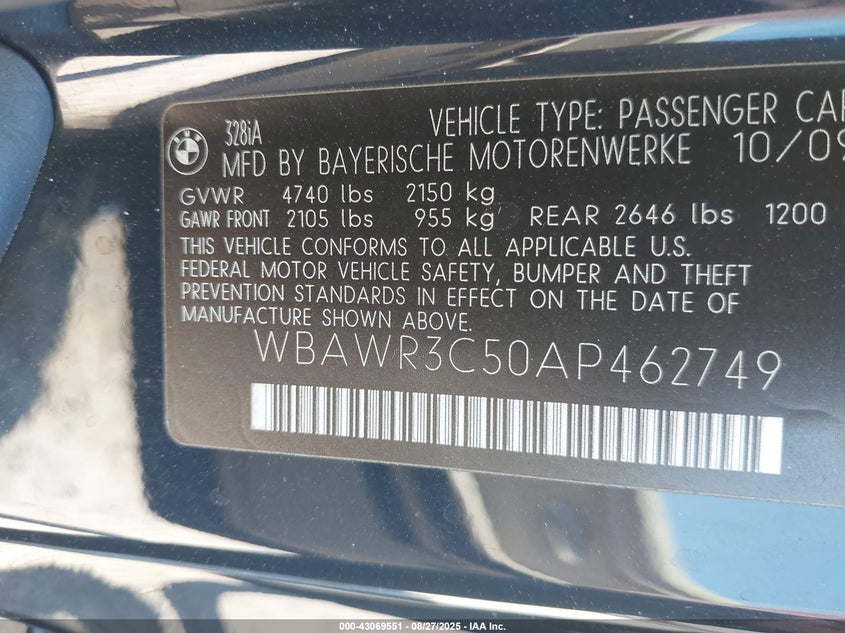 328iA VEHICLE TYPE: PASSENGER CAR
MFD BY BAYERISCHE MOTORENWERKE 10/09
GVWR 4740 lbs 2150 kg
GAWR FRONT 2105 lbs 955 kg REAR 2646 lbs 1200
THIS VEHICLE CONFORMS TO ALL APPLICABLE U.S.
FEDERAL MOTOR VEHICLE SAFETY, BUMPER AND THEFT
PREVENTION STANDARDS IN EFFECT ON THE DATE OF
MANUFACTURE SHOWN ABOVE.
WBAWR3C50AP462749
000-43069551 - 08/27/2025 - IAA Inc.